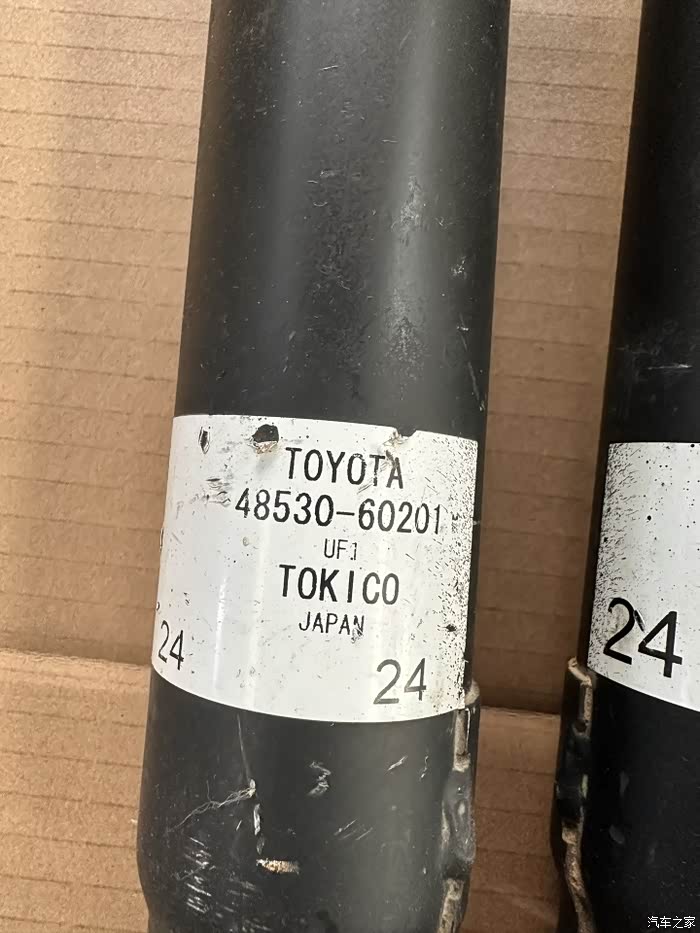 TOYOTA
48530-60201
UF1
TOKICO
JAPAN
24
24
24
汽车之家